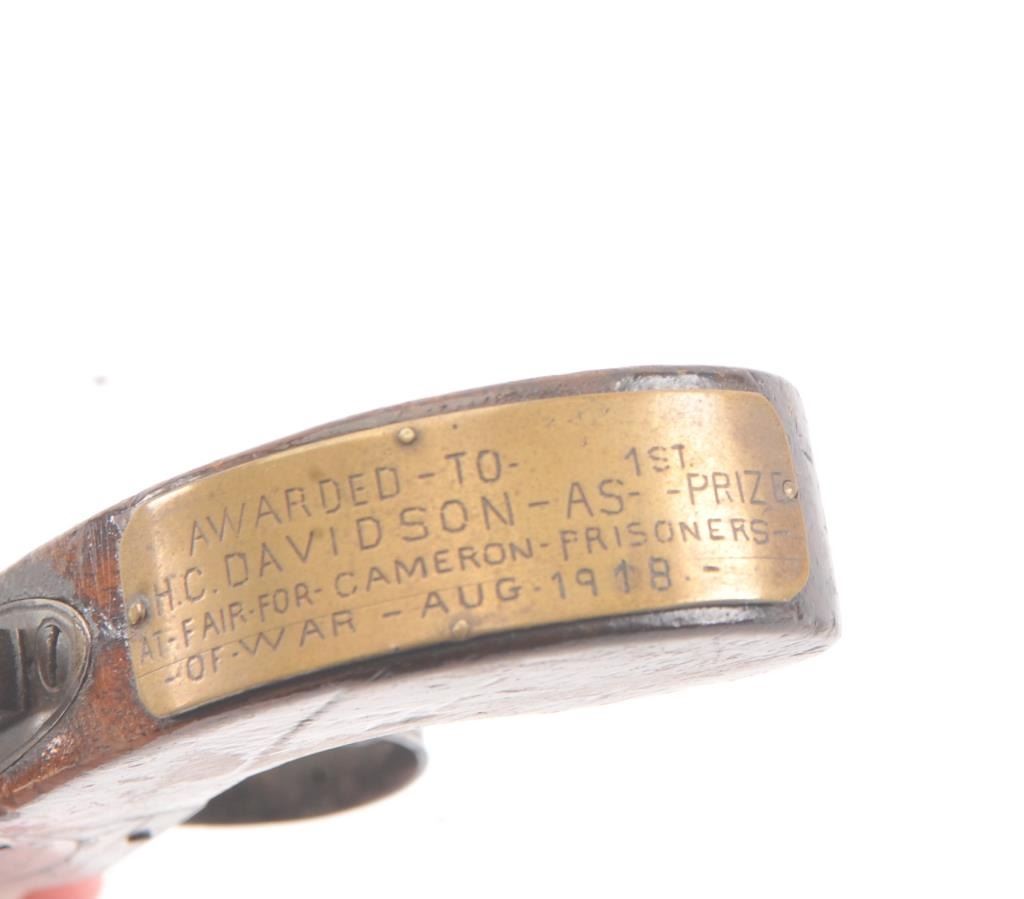 AWARDED - TO -
H.C. DAVIDSON - AS - 1ST. - PRIZE
AT - FAIR - FOR - CAMERON - PRISONERS -
- OF - WAR - AUG - 1918. -